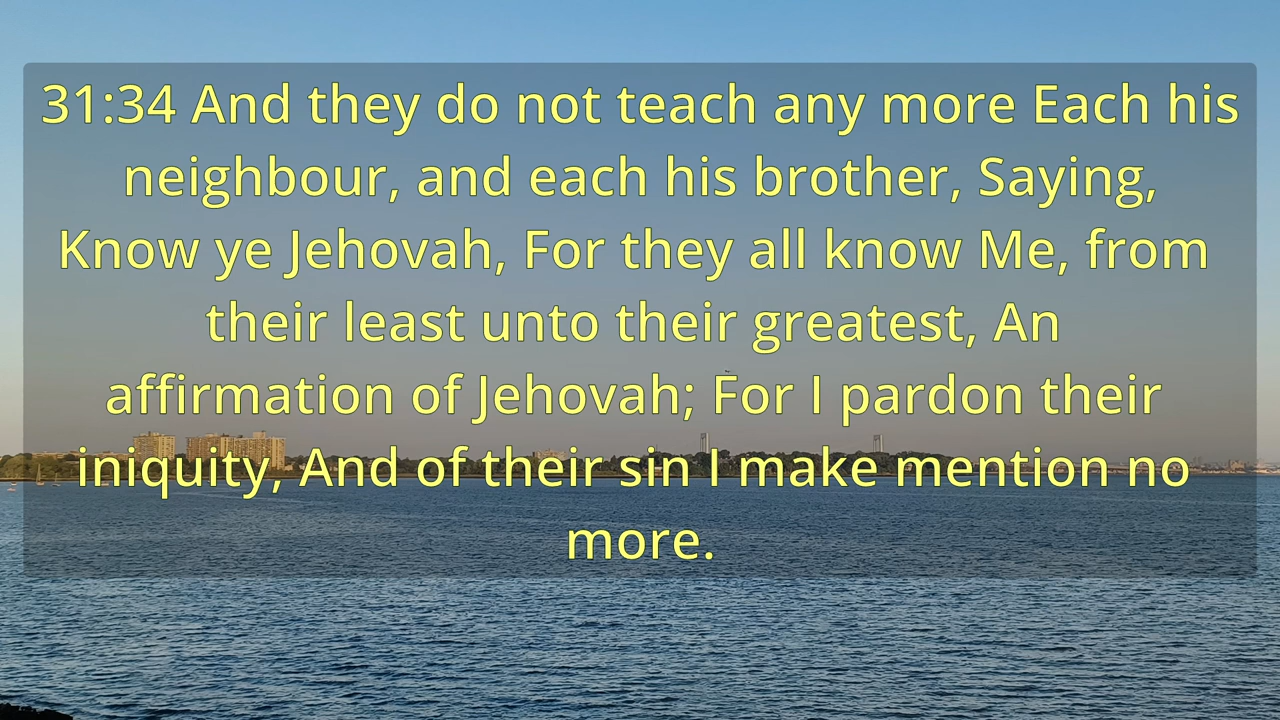 31:34 And they do not teach any more Each his
neighbour, and each his brother, Saying,
Know ye Jehovah, For they all know Me, from
their least unto their greatest, An
affirmation of Jehovah; For I pardon their
iniquity, And of their sin I make mention no
more.